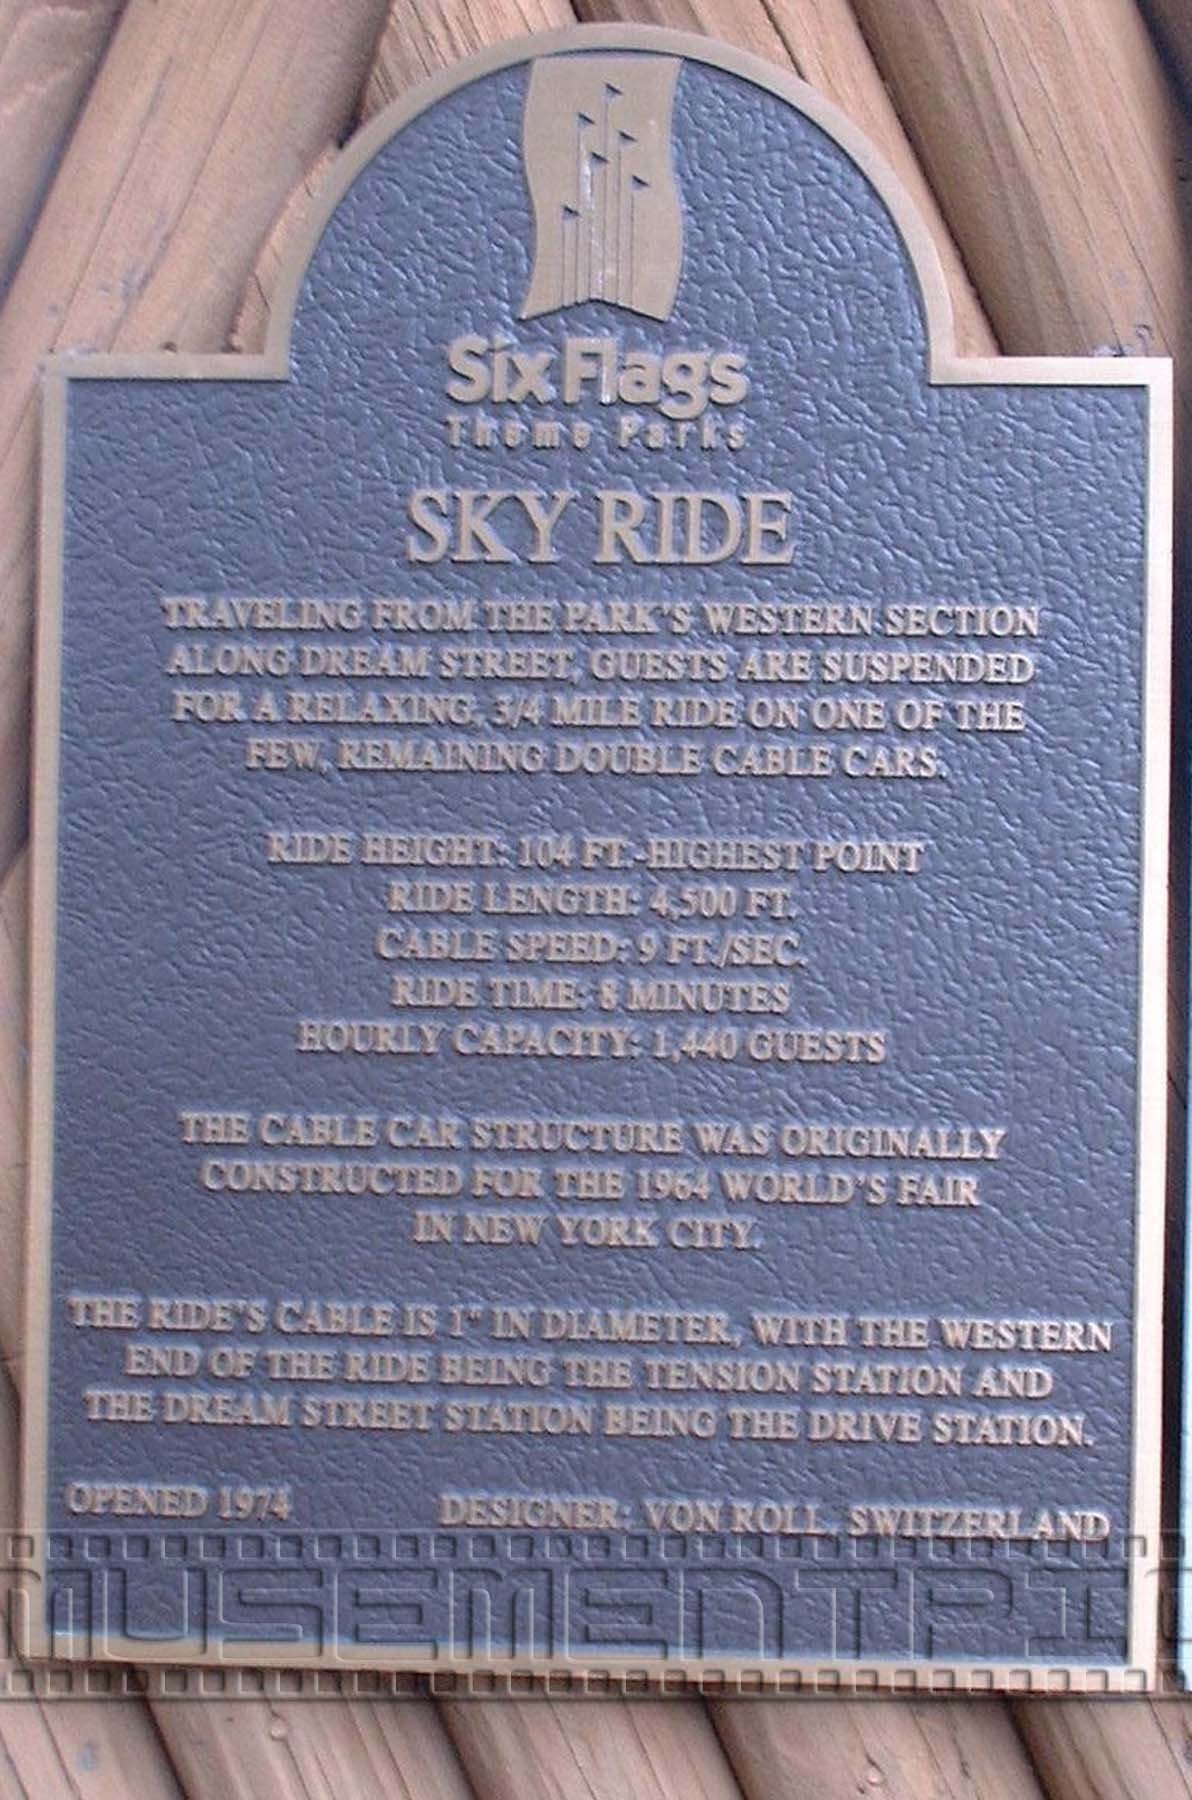 Six Flags
Theme Parks
SKY RIDE
TRAVELING FROM THE PARK'S WESTERN SECTION
ALONG DREAM STREET, GUESTS ARE SUSPENDED
FOR A RELAXING, 3/4 MILE RIDE ON ONE OF THE
FEW, REMAINING DOUBLE CABLE CARS.
RIDE HEIGHT: 104 FT.-HIGHEST POINT
RIDE LENGTH: 4,500 FT.
CABLE SPEED: 9 FT./SEC.
RIDE TIME: 8 MINUTES
HOURLY CAPACITY: 1,440 GUESTS
THE CABLE CAR STRUCTURE WAS ORIGINALLY
CONSTRUCTED FOR THE 1964 WORLD'S FAIR
IN NEW YORK CITY.
THE RIDE"S CABLE IS 1" IN DIAMETER, WITH THE WESTERN
END OF THE RIDE BEING THE TENSION STATION AND
THE DREAM STREET STATION BEING THE DRIVE STATION.
OPENED 1974 DESIGNER: VON ROLL, SWITZERLAND
MUSEMENTPI